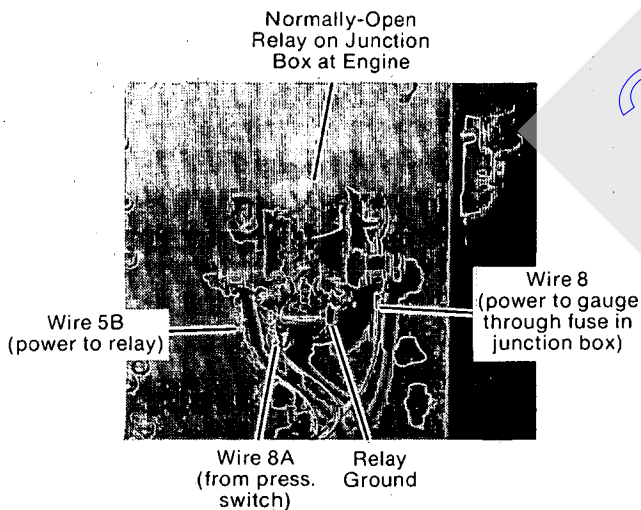 Normally-Open
Relay on Junction
Box at Engine
Wire 8
(power to gauge
through fuse in
junction box)
Wire 5B
(power to relay)
Wire 8A
(from press.
switch)
Relay
Ground